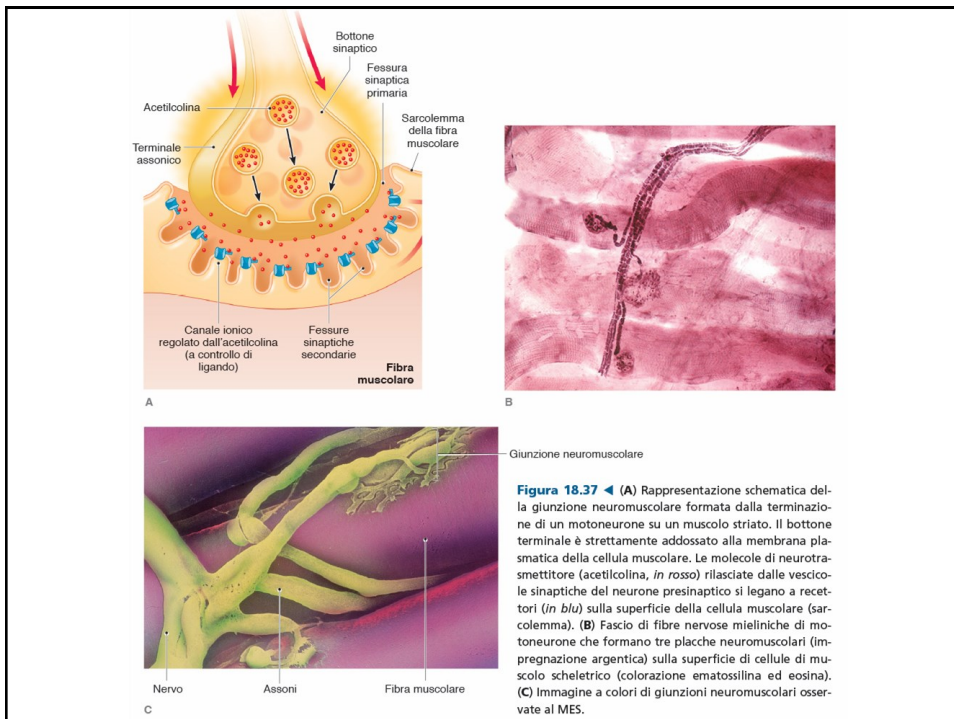 Bottone
sinaptico
Fessura
sinaptica
primaria
Acetilcolina
Sarcolemma
della fibra
muscolare
Terminale
assonico
Canale ionico
regolato dall'acetilcolina
(a controllo di
ligando)
Fessure
sinaptiche
secondarie
Fibra
muscolare
A
B
Giunzione neuromuscolare
Nervo
Assoni
Fibra muscolare
C
Figura 18.37 ◄ (A) Rappresentazione schematica del-
la giunzione neuromuscolare formata dalla terminazio-
ne di un motoneurone su un muscolo striato. Il bottone
terminale è strettamente addossato alla membrana pla-
smatica della cellula muscolare. Le molecole di neurotra-
smettitore (acetilcolina, in rosso) rilasciate dalle vescico-
le sinaptiche del neurone presinaptico si legano a recet-
tori (in blu) sulla superficie della cellula muscolare (sar-
colemma). (B) Fascio di fibre nervose mieliniche di mo-
toneurone che formano tre placche neuromuscolari (im-
pregnazione argentica) sulla superficie di cellule di mu-
scolo scheletrico (colorazione ematossilina ed eosina).
(C) Immagine a colori di giunzioni neuromuscolari osser-
vate al MES.